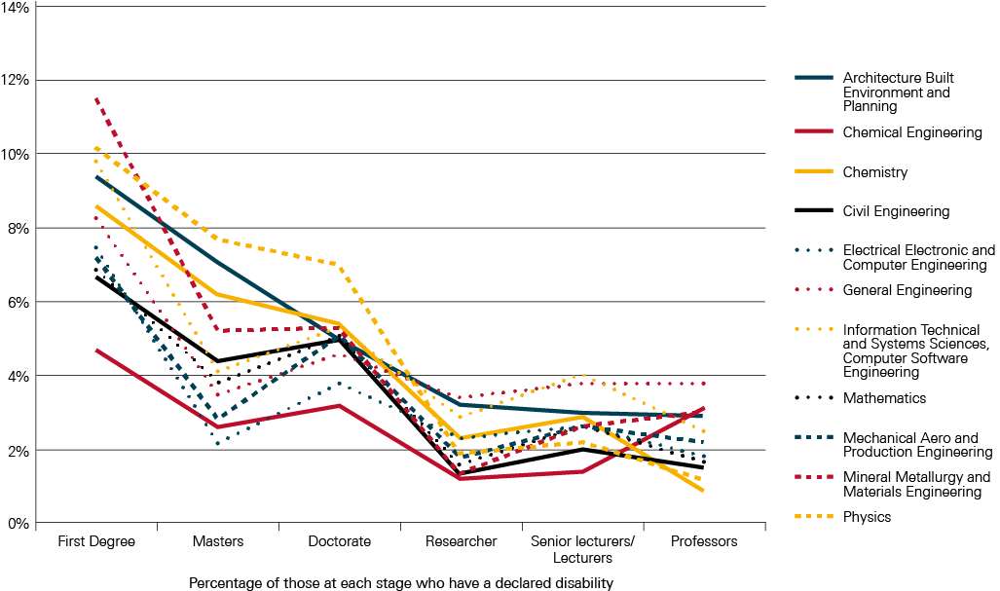 14%
12%
10%
8%
6%
4%
2%
0%
First Degree
Masters
Doctorate
Researcher
Senior lecturers/
Lecturers
Professors
Percentage of those at each stage who have a declared disability
Architecture Built
Environment and
Planning
Chemical Engineering
Chemistry
Civil Engineering
Electrical Electronic and
Computer Engineering
General Engineering
Information Technical
and Systems Sciences,
Computer Software
Engineering
Mathematics
Mechanical Aero and
Production Engineering
Mineral Metallurgy and
Materials Engineering
Physics